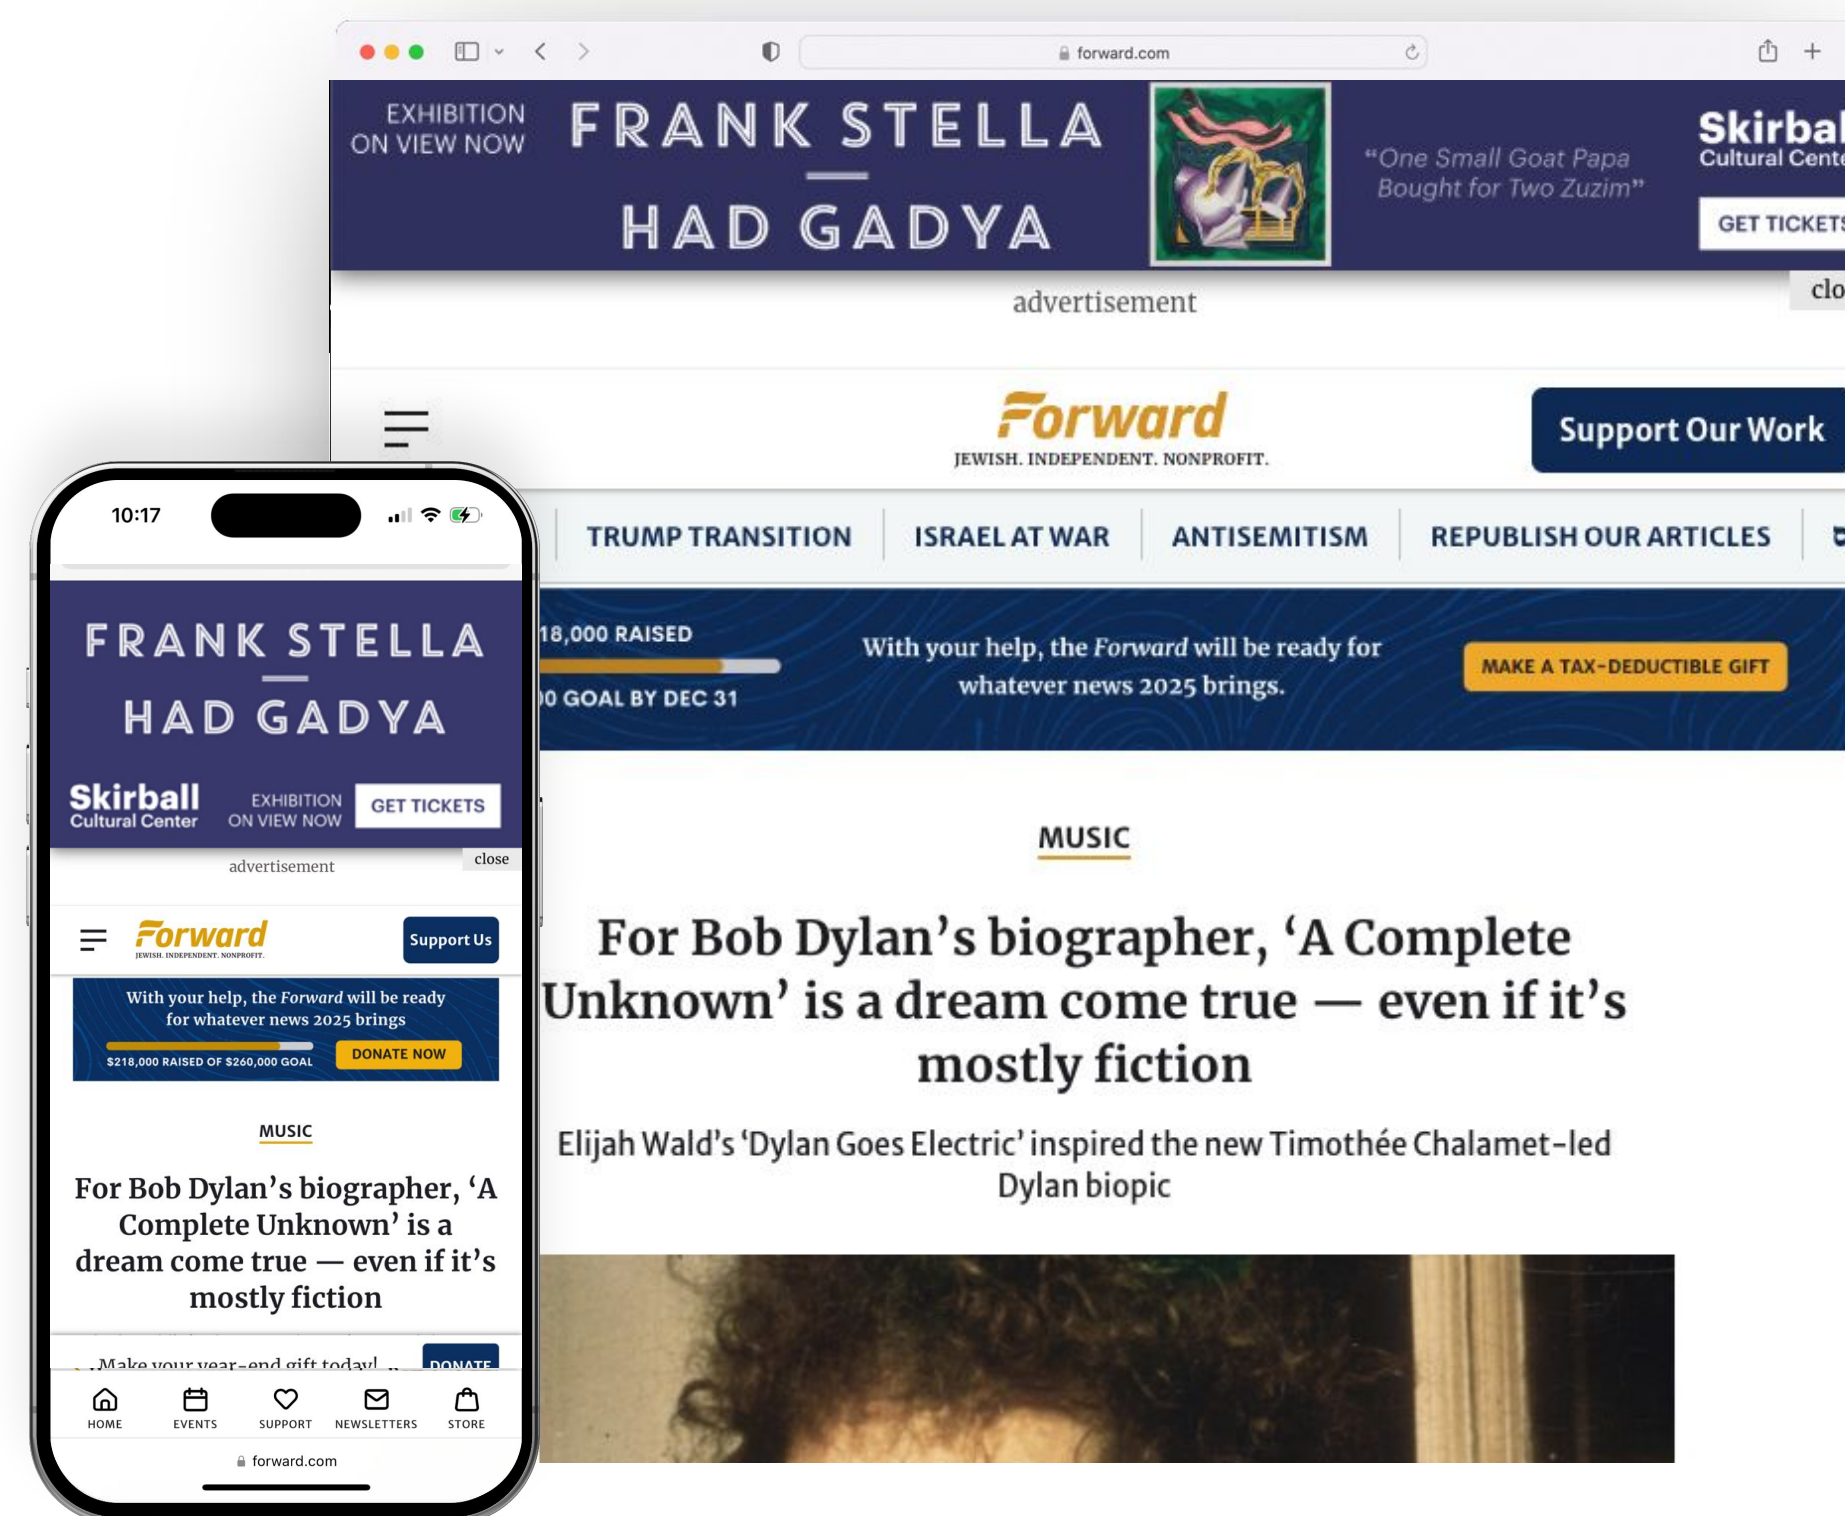 forward.com
EXHIBITION
ON VIEW NOW
FRANK STELLA
HAD GADYA
“One Small Goat Papa
Bought for Two Zuzim”
Skirbal
Cultural Cente
GET TICKETS
advertisement
clo
Forward
JEWISH. INDEPENDENT. NONPROFIT.
Support Our Work
TRUMP TRANSITION
ISRAEL AT WAR
ANTISEMITISM
REPUBLISH OUR ARTICLES
18,000 RAISED
00 GOAL BY DEC 31
With your help, the Forward will be ready for
whatever news 2025 brings.
MAKE A TAX-DEDUCTIBLE GIFT
MUSIC
For Bob Dylan’s biographer, ‘A Complete
Unknown’ is a dream come true — even if it’s
mostly fiction
Elijah Wald’s ‘Dylan Goes Electric’ inspired the new Timothée Chalamet-led
Dylan biopic
10:17
FRANK STELLA
HAD GADYA
Skirball
Cultural Center
EXHIBITION
ON VIEW NOW
GET TICKETS
advertisement
close
Forward
JEWISH. INDEPENDENT. NONPROFIT.
Support Us
With your help, the Forward will be ready
for whatever news 2025 brings
$218,000 RAISED OF $260,000 GOAL
DONATE NOW
MUSIC
For Bob Dylan’s biographer, ‘A
Complete Unknown’ is a
dream come true — even if it’s
mostly fiction
Make your year-end gift today!
DONATE
HOME
EVENTS
SUPPORT
NEWSLETTERS
STORE
forward.com